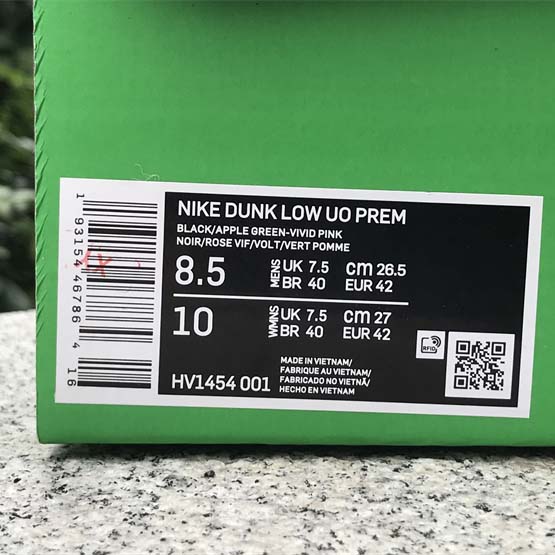 1 93154 46786 4 16
NIKE DUNK LOW UO PREM
BLACK/APPLE GREEN-VIVID PINK
NOIR/ROSE VIF/VOLT/VERT POMME
8.5 MENS UK 7.5 cm 26.5
BR 40 EUR 42
10 WMNS UK 7.5 cm 27
BR 40 EUR 42
MADE IN VIETNAM/
FABRIQUE AU VIETNAM/
FABRICADO NO VIETNÃ/
HECHO EN VIETNAM
HV1454 001
RFID